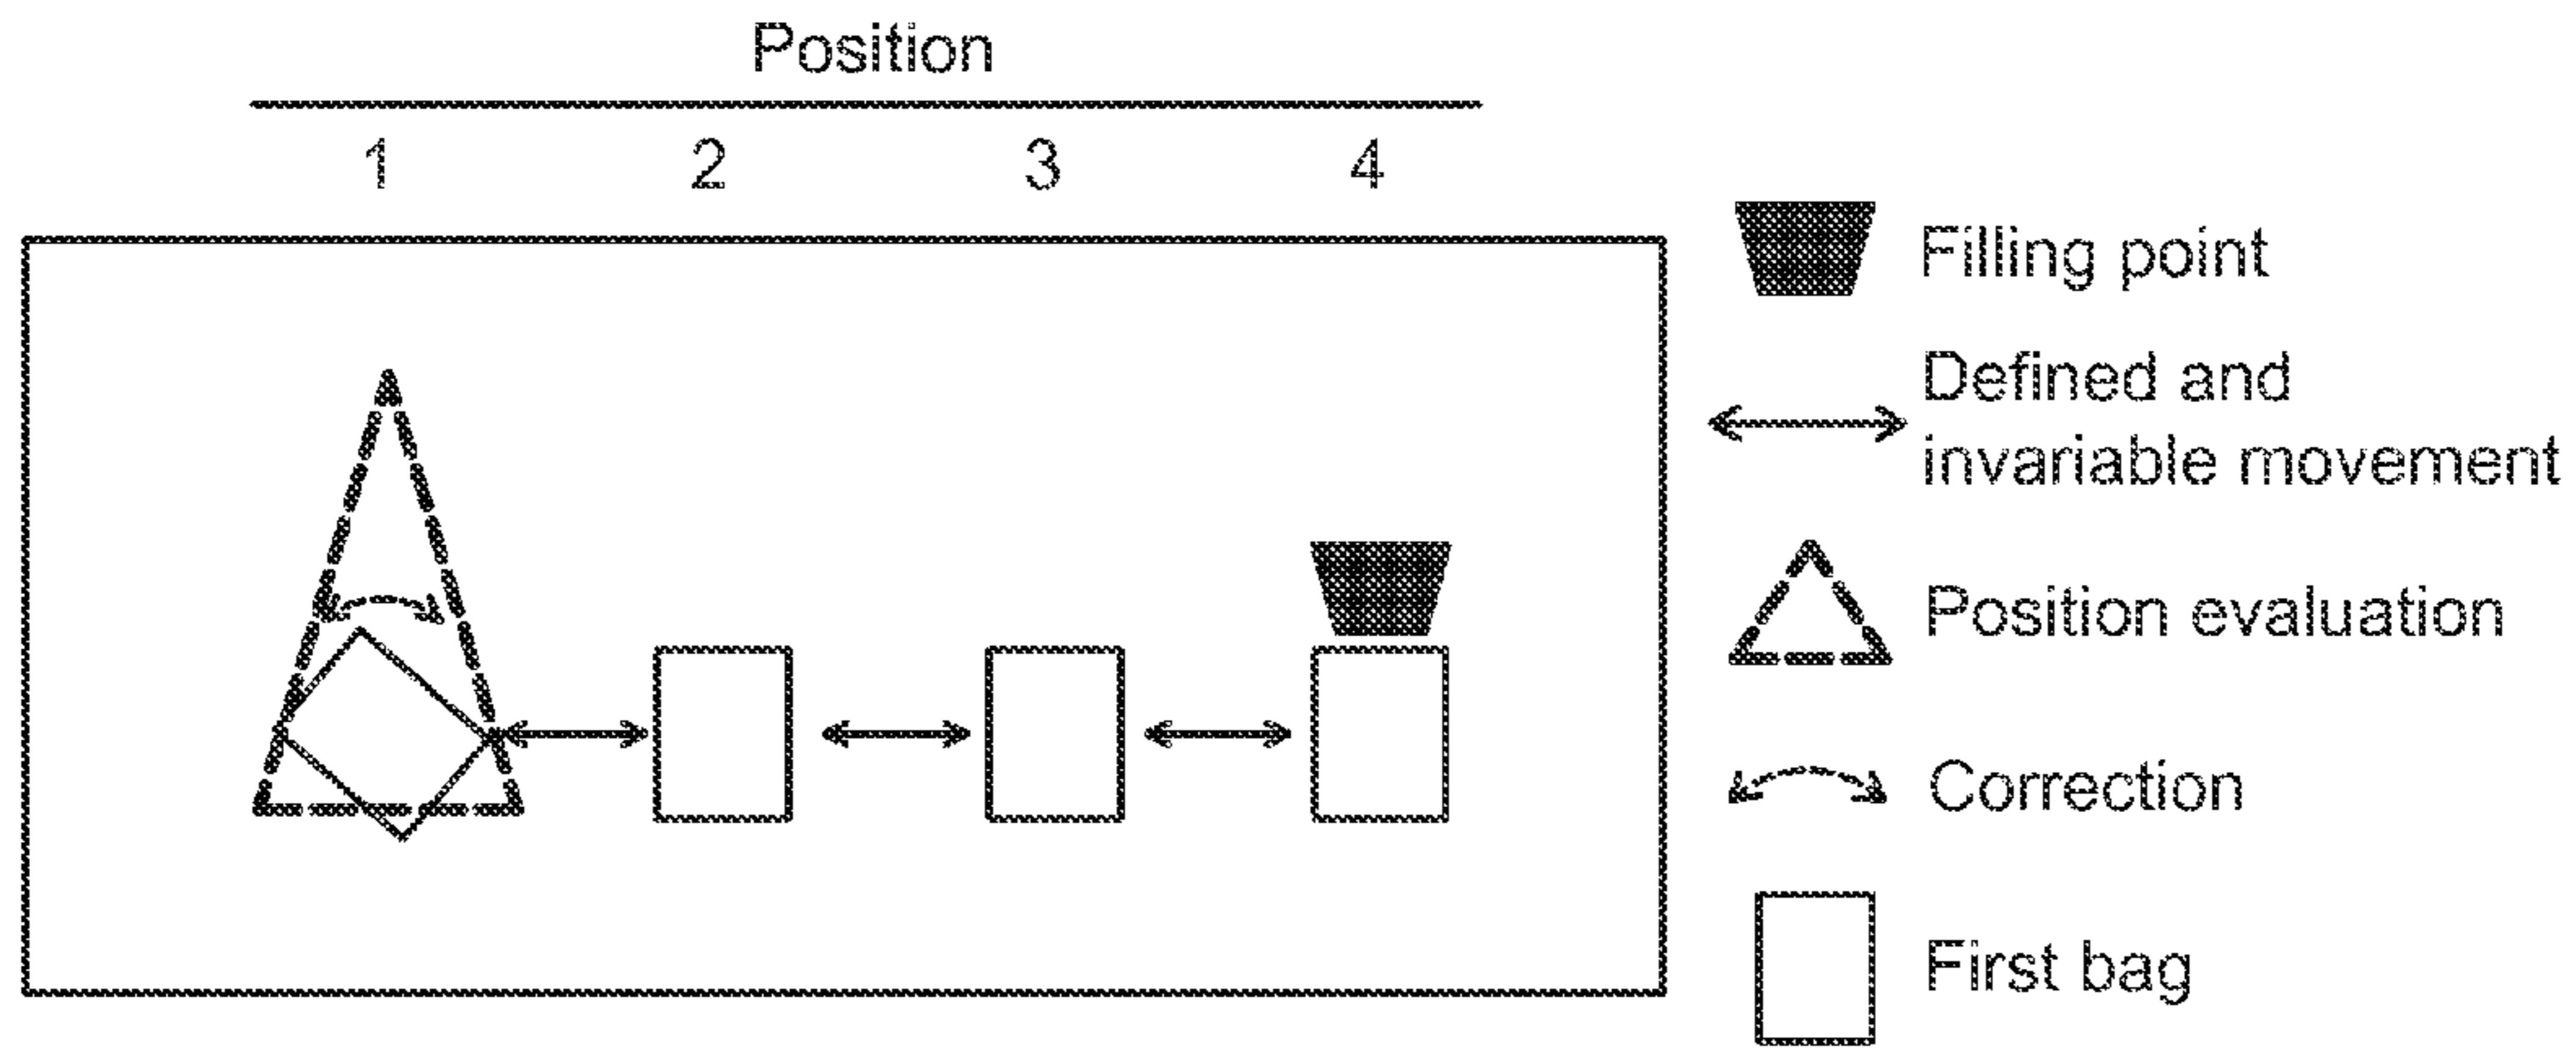 Position
1 2 3 4
Filling point
Defined and
invariable movement
Position evaluation
Correction
First bag